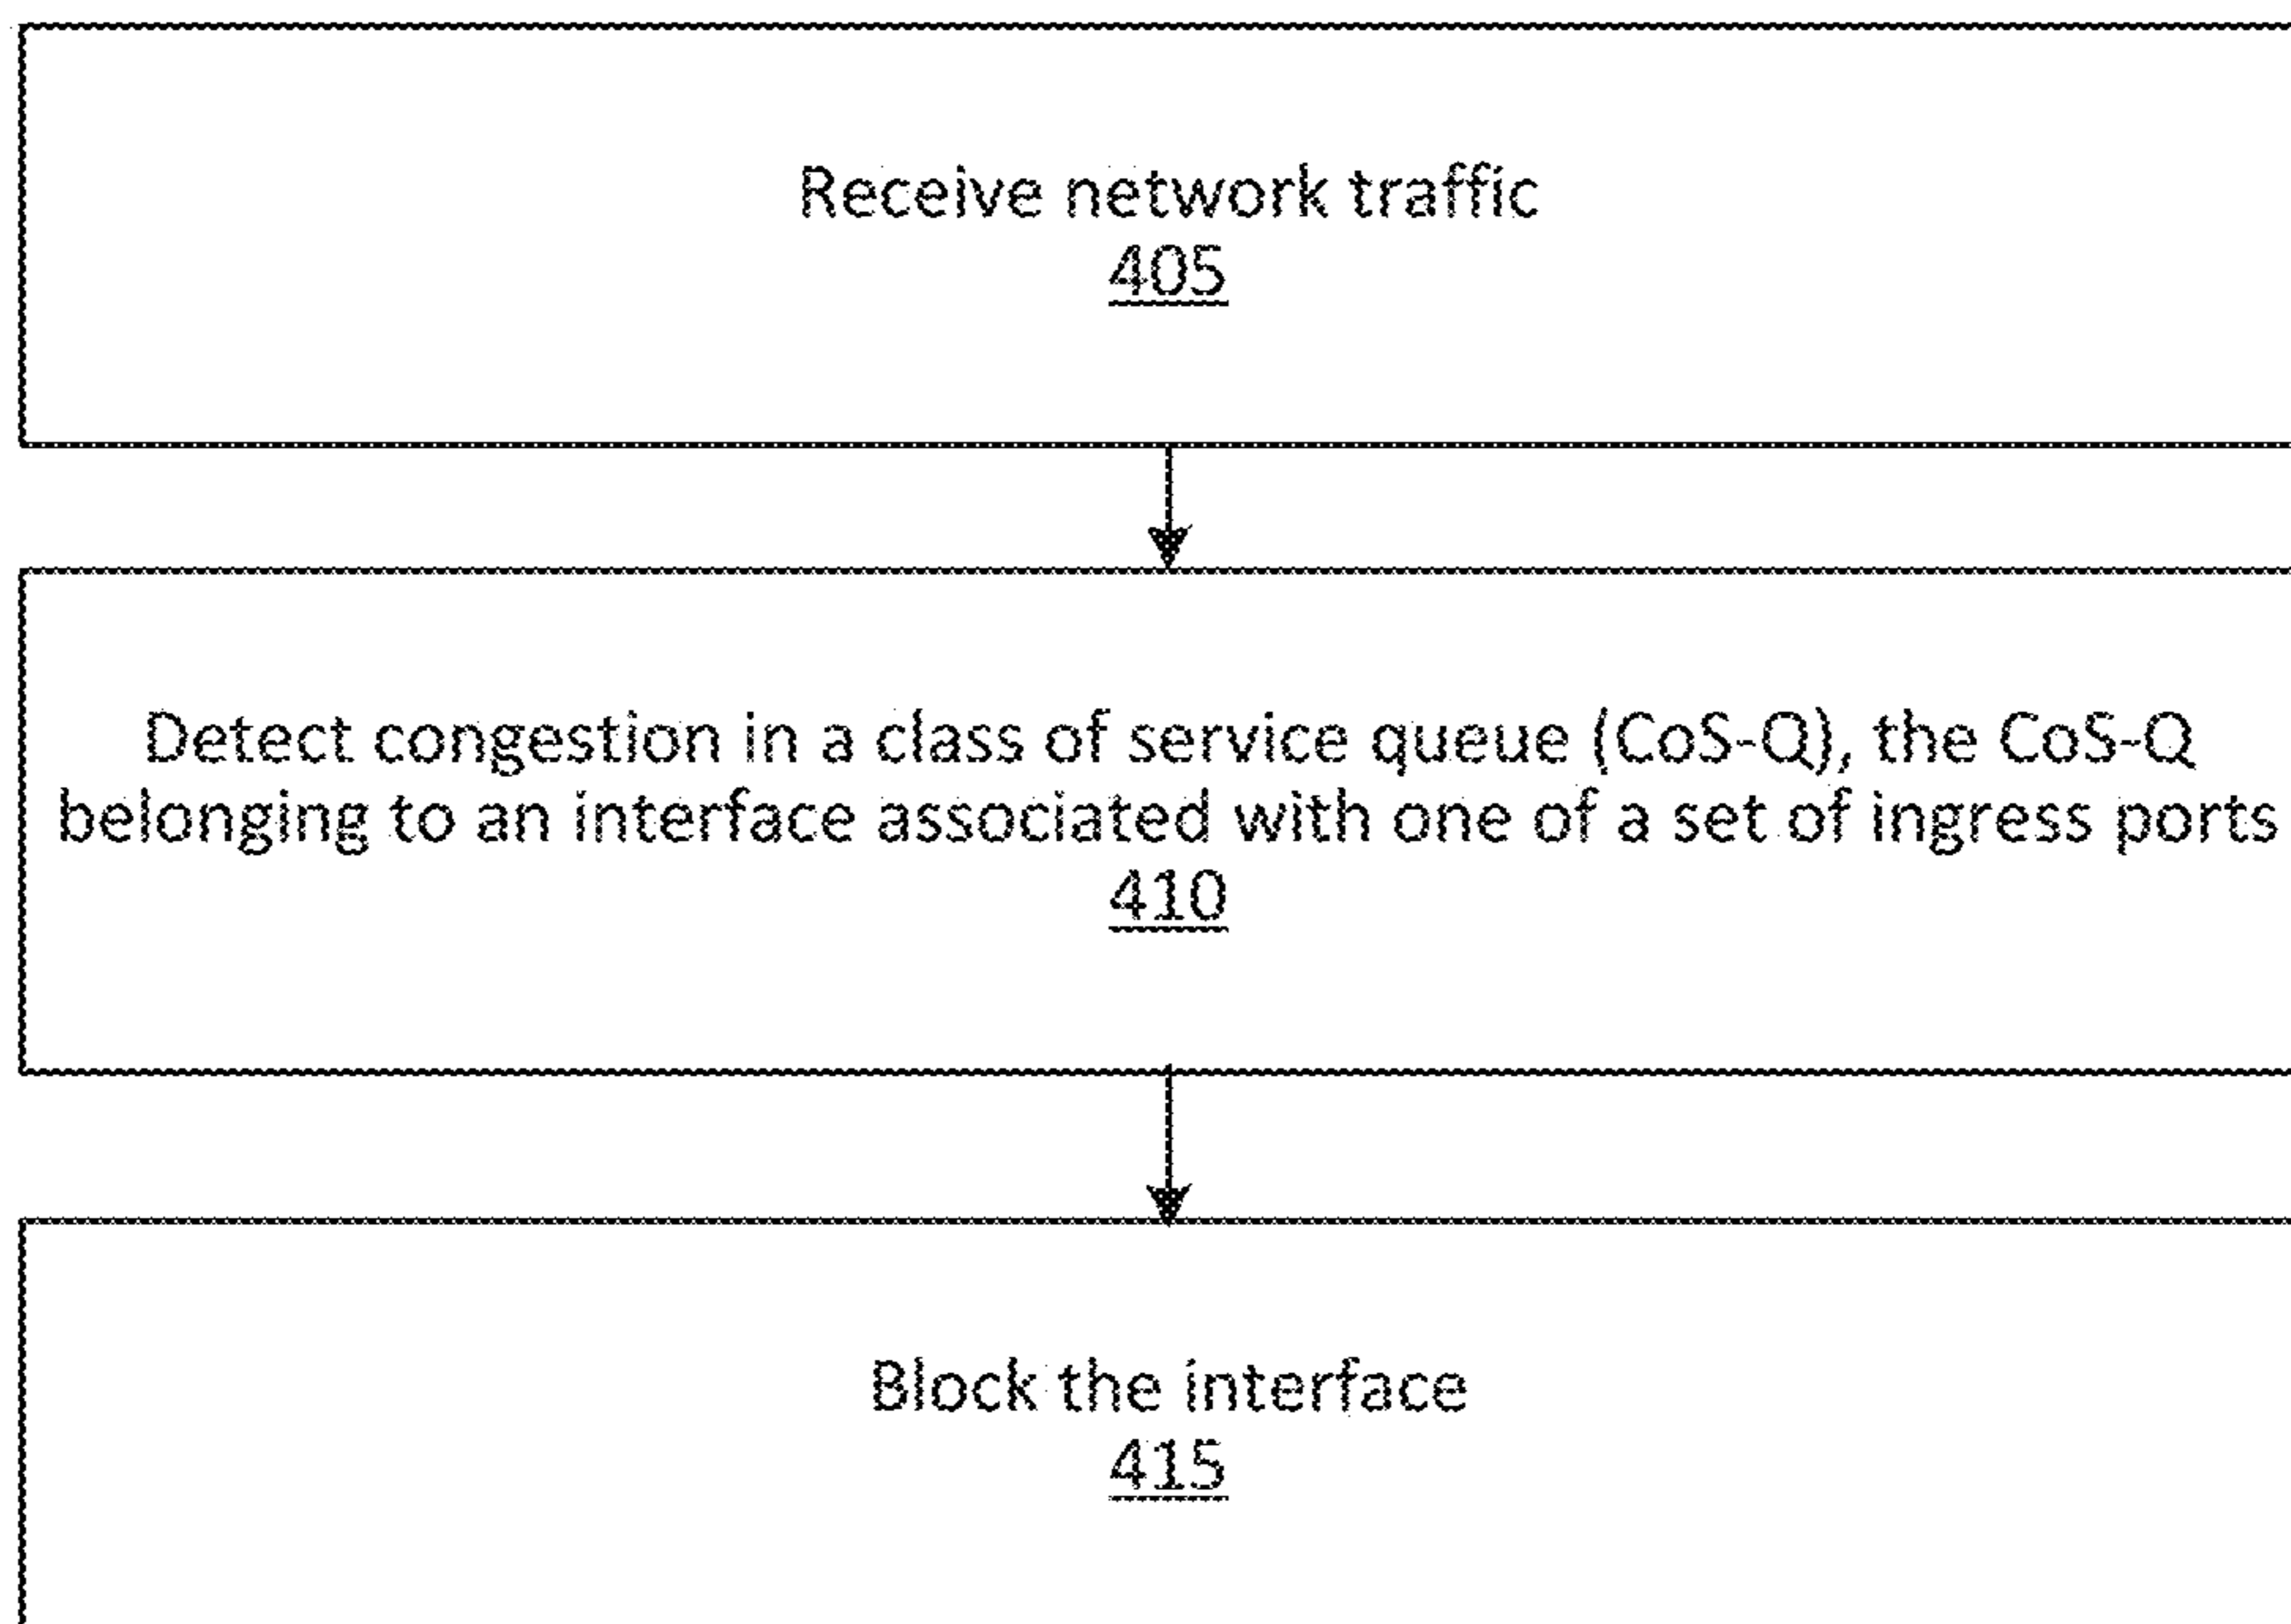 Receive network traffic
405
Detect congestion in a class of service queue (CoS-Q), the CoS-Q
belonging to an interface associated with one of a set of ingress ports
410
Block the interface
415